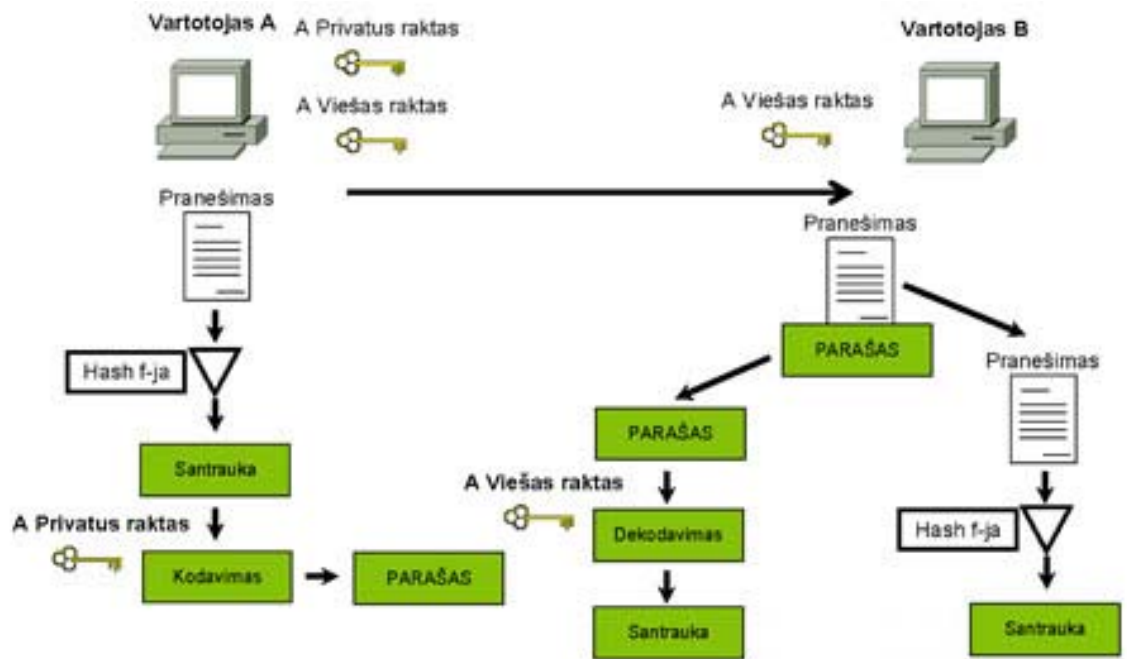 Vartotojas A
A Privatus raktas
A Viešas raktas
Vartotojas B
A Viešas raktas
Pranešimas
Hash f-ja
Santrauka
A Privatus raktas
Kodavimas
PARAŠAS
Pranešimas
PARAŠAS
PARAŠAS
A Viešas raktas
Dekodavimas
Santrauka
Pranešimas
Hash f-ja
Santrauka